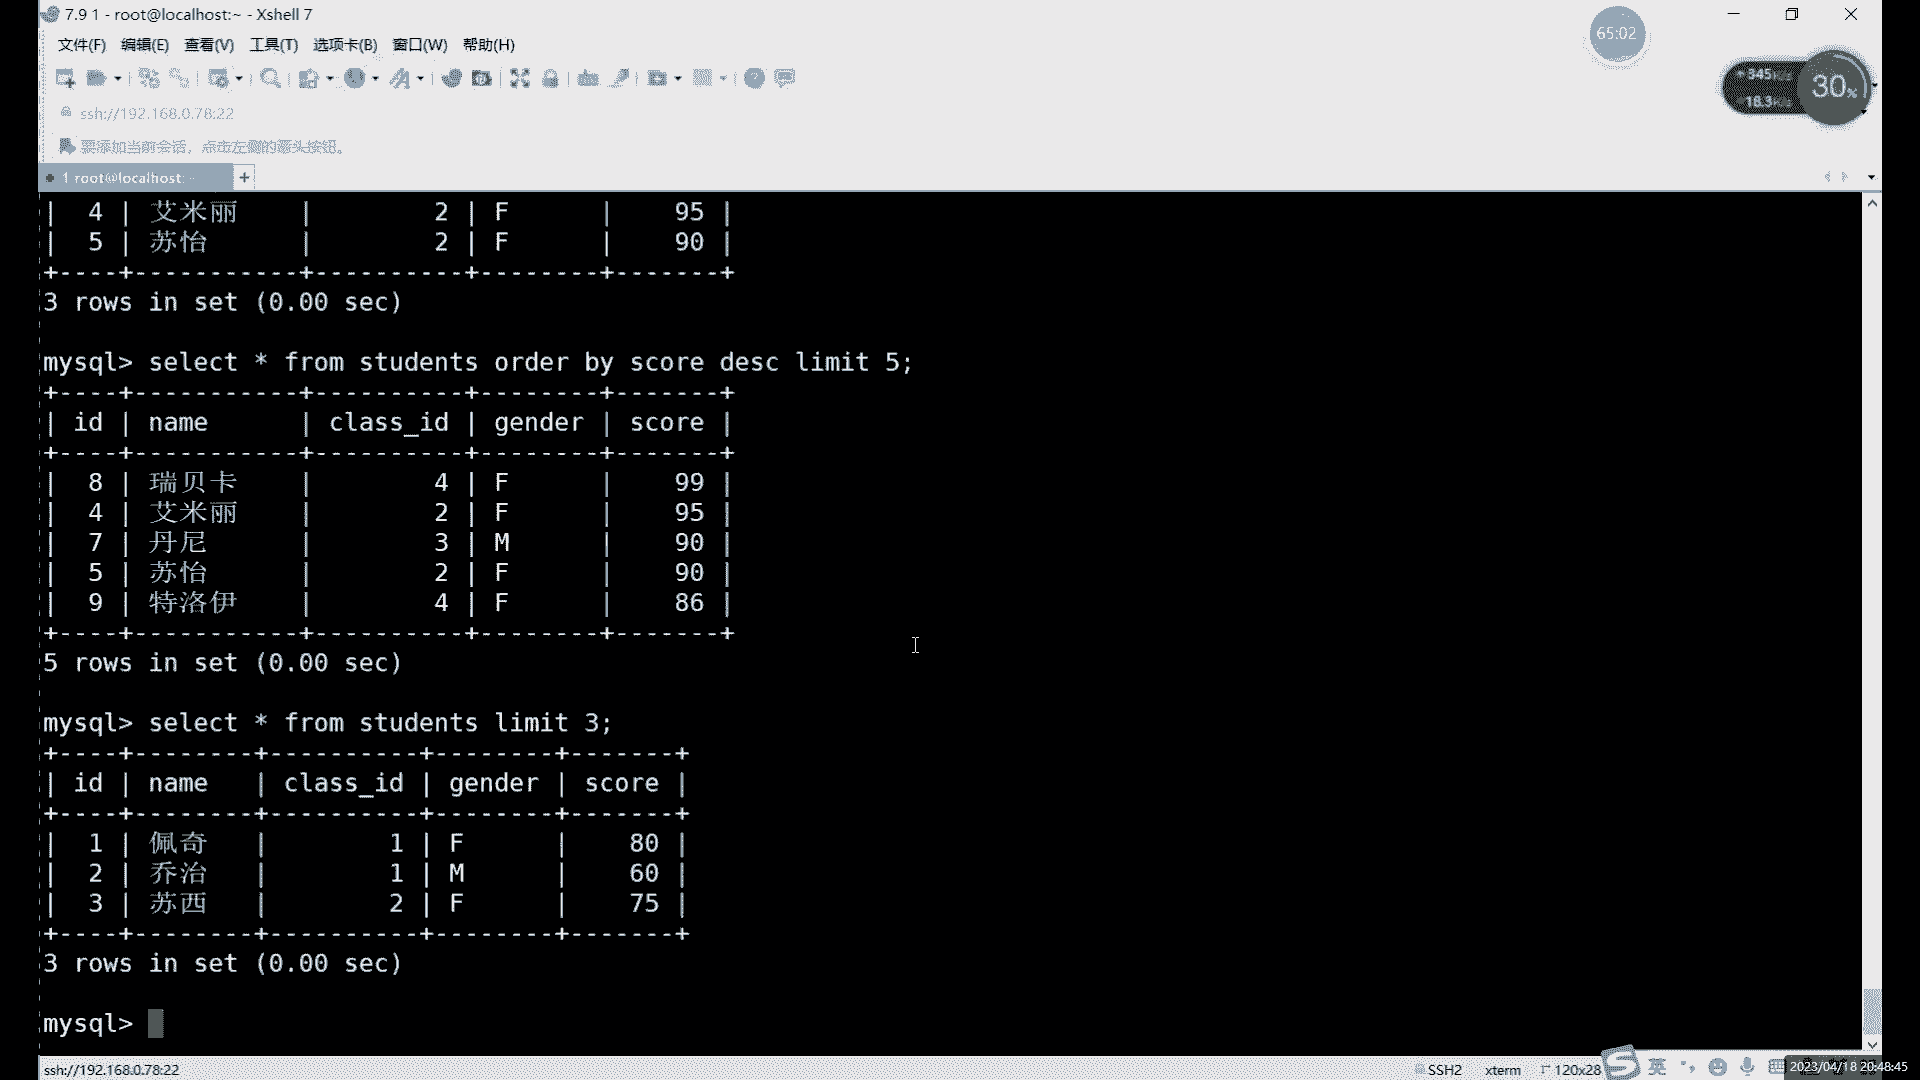 7.9 1 - root@localhost:~ - Xshell 7
65:02
文件(F) 编辑(E) 查看(V) 工具(T) 选项卡(B) 窗口(W) 帮助(H)
345
30%
18.3
ssh://192.168.0.78:22
要添加当前会话，点击左侧的箭头按钮。
1 root@localhost:~ +
| 4 | 艾米丽 | 2 | F | 95 |
| 5 | 苏怡 | 2 | F | 90 |
+----+-----------+----------+--------+-------+
3 rows in set (0.00 sec)
mysql> select * from students order by score desc limit 5;
+----+-----------+----------+--------+-------+
| id | name | class_id | gender | score |
+----+-----------+----------+--------+-------+
| 8 | 瑞贝卡 | 4 | F | 99 |
| 4 | 艾米丽 | 2 | F | 95 |
| 7 | 丹尼 | 3 | M | 90 |
| 5 | 苏怡 | 2 | F | 90 |
| 9 | 特洛伊 | 4 | F | 86 |
+----+-----------+----------+--------+-------+
5 rows in set (0.00 sec)
mysql> select * from students limit 3;
+----+--------+----------+--------+-------+
| id | name | class_id | gender | score |
+----+--------+----------+--------+-------+
| 1 | 佩奇 | 1 | F | 80 |
| 2 | 乔治 | 1 | M | 60 |
| 3 | 苏西 | 2 | F | 75 |
+----+--------+----------+--------+-------+
3 rows in set (0.00 sec)
mysql>
ssh://192.168.0.78:22 SSH2 xterm 120x28 英 2023/04/18 20:48:45